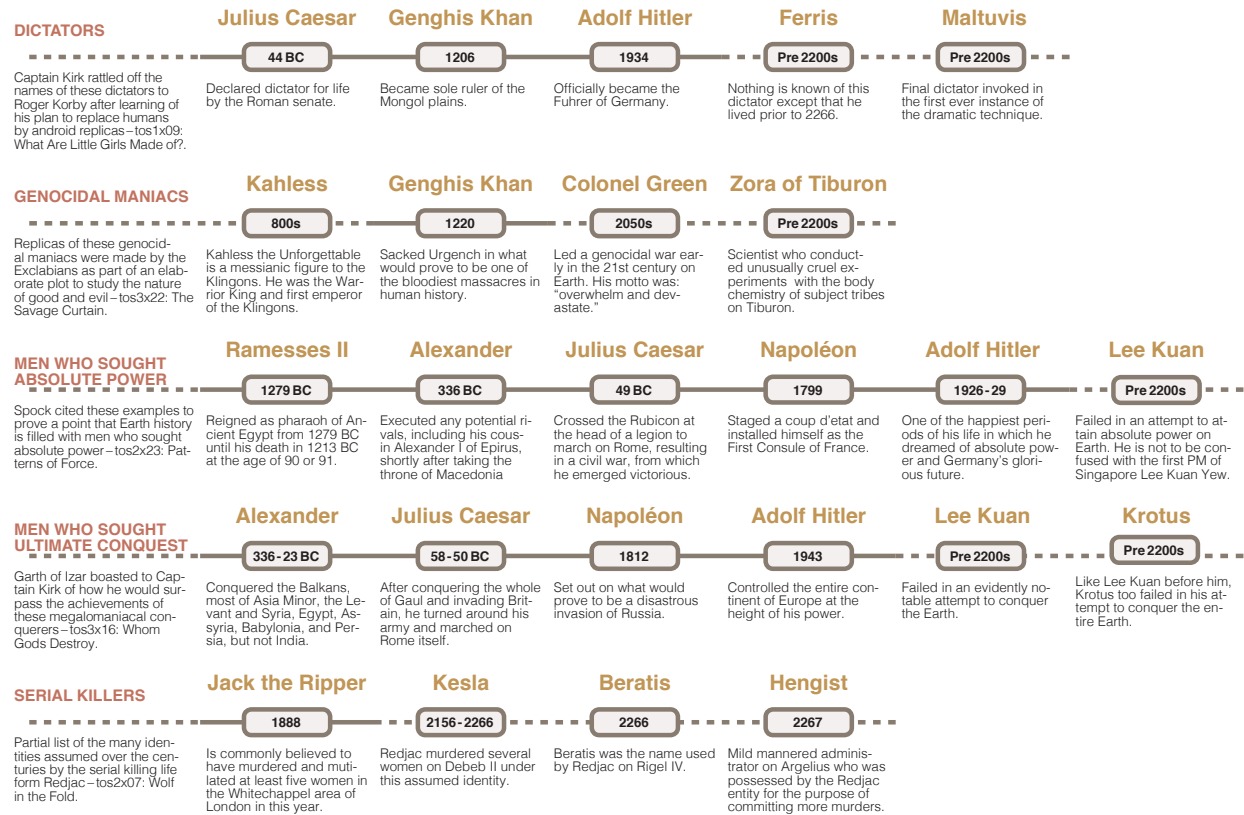 DICTATORS
Captain Kirk rattled off the
names of these dictators to
Roger Korby after learning of
his plan to replace humans
by android replicas–tos1x09:
What Are Little Girls Made of?.
Julius Caesar
44 BC
Declared dictator for life
by the Roman senate.
Genghis Khan
1206
Became sole ruler of the
Mongol plains.
Adolf Hitler
1934
Officially became the
Fuhrer of Germany.
Ferris
Pre 2200s
Nothing is known of this
dictator except that he
lived prior to 2266.
Maltuvis
Pre 2200s
Final dictator invoked in
the first ever instance of
the dramatic technique.
GENOCIDAL MANIACS
Replicas of these genocid-
al maniacs were made by the
Exclabians as part of an elab-
orate plot to study the nature
of good and evil–tos3x22: The
Savage Curtain.
Kahless
800s
Kahless the Unforgettable
is a messianic figure to the
Klingons. He was the War-
rior King and first emperor
of the Klingons.
Genghis Khan
1220
Sacked Urgench in what
would prove to be one of
the bloodiest massacres in
human history.
Colonel Green
2050s
Led a genocidal war ear-
ly in the 21st century on
Earth. His motto was:
“overwhelm and dev-
astate.”
Zora of Tiburon
Pre 2200s
Scientist who conduct-
ed unusually cruel ex-
periments with the body
chemistry of subject tribes
on Tiburon.
MEN WHO SOUGHT
ABSOLUTE POWER
Spock cited these examples to
prove a point that Earth history
is filled with men who sought
absolute power–tos2x23: Pat-
terns of Force.
Ramesses II
1279 BC
Reigned as pharaoh of An-
cient Egypt from 1279 BC
until his death in 1213 BC
at the age of 90 or 91.
Alexander
336 BC
Executed any potential ri-
vals, including his cous-
in Alexander I of Epirus,
shortly after taking the
throne of Macedonia
Julius Caesar
49 BC
Crossed the Rubicon at
the head of a legion to
march on Rome, resulting
in a civil war, from which
he emerged victorious.
Napoléon
1799
Staged a coup d’etat and
installed himself as the
First Consule of France.
Adolf Hitler
1926-29
One of the happiest peri-
ods of his life in which he
dreamed of absolute pow-
er and Germany’s glori-
ous future.
Lee Kuan
Pre 2200s
Failed in an attempt to at-
tain absolute power on
Earth. He is not to be con-
fused with the first PM of
Singapore Lee Kuan Yew.
MEN WHO SOUGHT
ULTIMATE CONQUEST
Garth of Izar boasted to Cap-
tain Kirk of how he would sur-
pass the achievements of
these megalomaniacal con-
querers–tos3x16: Whom
Gods Destroy.
Alexander
336-23 BC
Conquered the Balkans,
most of Asia Minor, the Le-
vant and Syria, Egypt, As-
syria, Babylonia, and Per-
sia, but not India.
Julius Caesar
58-50 BC
After conquering the whole
of Gaul and invading Brit-
ain, he turned around his
army and marched on
Rome itself.
Napoléon
1812
Set out on what would
prove to be a disastrous
invasion of Russia.
Adolf Hitler
1943
Controlled the entire con-
tinent of Europe at the
height of his power.
Lee Kuan
Pre 2200s
Failed in an evidently no-
table attempt to conquer
the Earth.
Krotus
Pre 2200s
Like Lee Kuan before him,
Krotus too failed in his at-
tempt to conquer the en-
tire Earth.
SERIAL KILLERS
Partial list of the many iden-
tities assumed over the cen-
turies by the serial killing life
form Redjac–tos2x07: Wolf
in the Fold.
Jack the Ripper
1888
Is commonly believed to
have murdered and muti-
lated at least five women in
the Whitechappel area of
London in this year.
Kesla
2156-2266
Redjac murdered several
women on Debeb II under
this assumed identity.
Beratis
2266
Beratis was the name used
by Redjac on Rigel IV.
Hengist
2267
Mild mannered adminis-
trator on Argelius who was
possessed by the Redjac
entity for the purpose of
committing more murders.